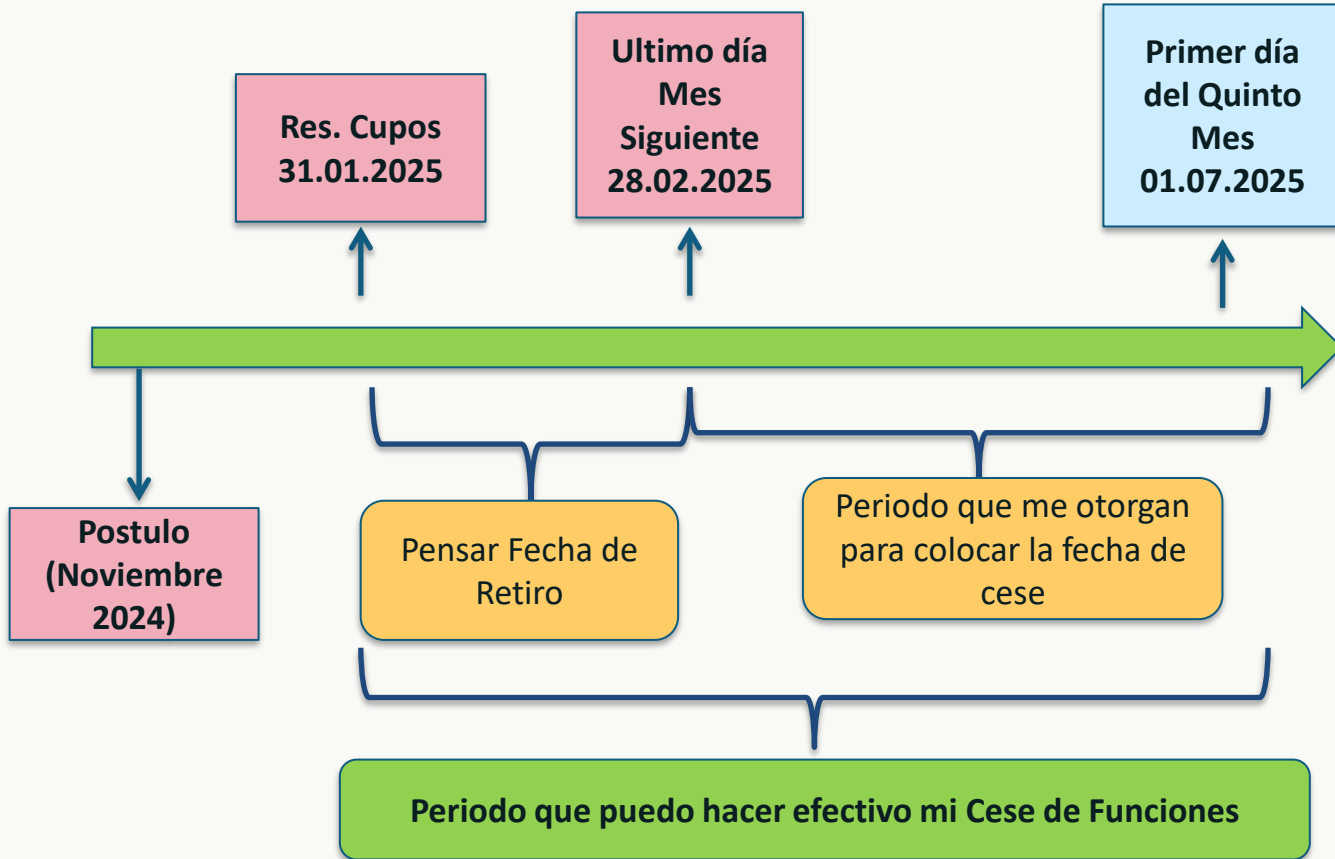 Res. Cupos
31.01.2025
Ultimo día
Mes
Siguiente
28.02.2025
Primer día
del Quinto
Mes
01.07.2025
Postulo
(Noviembre
2024)
Pensar Fecha de
Retiro
Periodo que me otorgan
para colocar la fecha de
cese
Periodo que puedo hacer efectivo mi Cese de Funciones